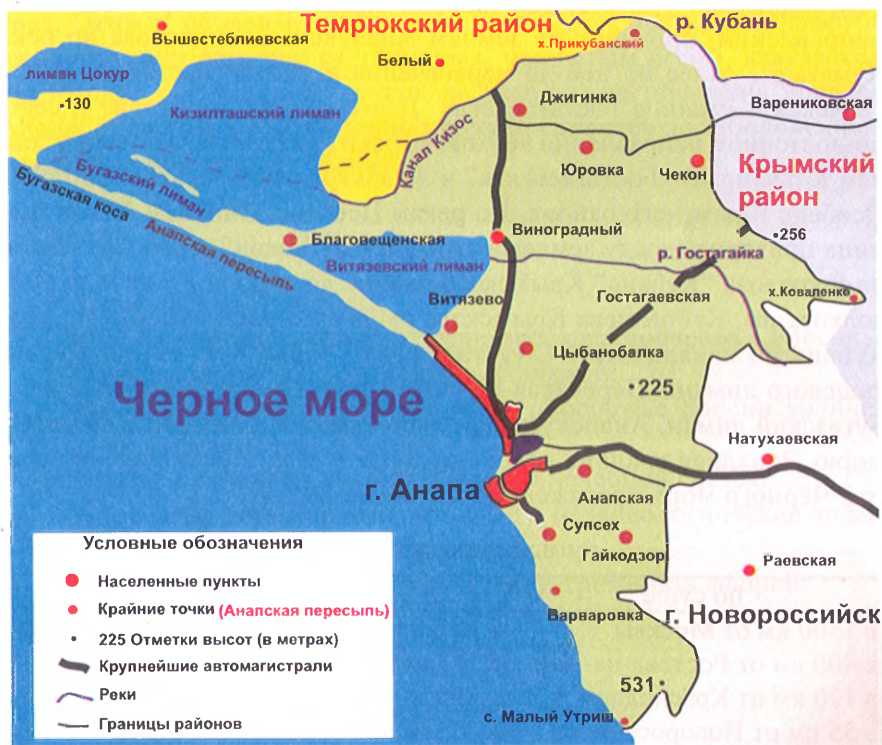 Темрюкский район
р. Кубань
Вышестеблиевская
х.Прикубанский
Белый
лиман Цокур
130
Кизилташский лиман
Джигинка
Варениковская
Канал Кизос
Юровка
Чекон
Крымский
район
Бугазский лиман
Бугазская коса
Анапская пересыпь
Благовещенская
Виноградный
256
Витязевский лиман
р. Гостагайка
Гостагаевская
х.Коваленко
Витязево
Цыбанобалка
225
Черное море
Натухаевская
г. Анапа
Анапская
Супсех
Гайкодзор
Раевская
Варваровка
г. Новороссийск
531
с. Малый Утриш
Условные обозначения
Населенные пункты
Крайние точки (Анапская пересыпь)
225 Отметки высот (в метрах)
Крупнейшие автомагистрали
Реки
Границы районов